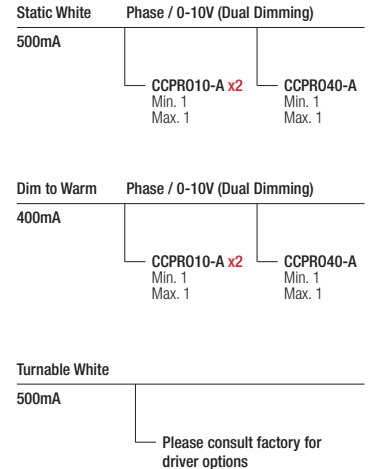 Static White Phase / 0-10V (Dual Dimming)
500mA
CCPRO10-A x2 CCPRO40-A
Min. 1 Min. 1
Max. 1 Max. 1
Dim to Warm Phase / 0-10V (Dual Dimming)
400mA
CCPRO10-A x2 CCPRO40-A
Min. 1 Min. 1
Max. 1 Max. 1
Turnable White
500mA
Please consult factory for
driver options